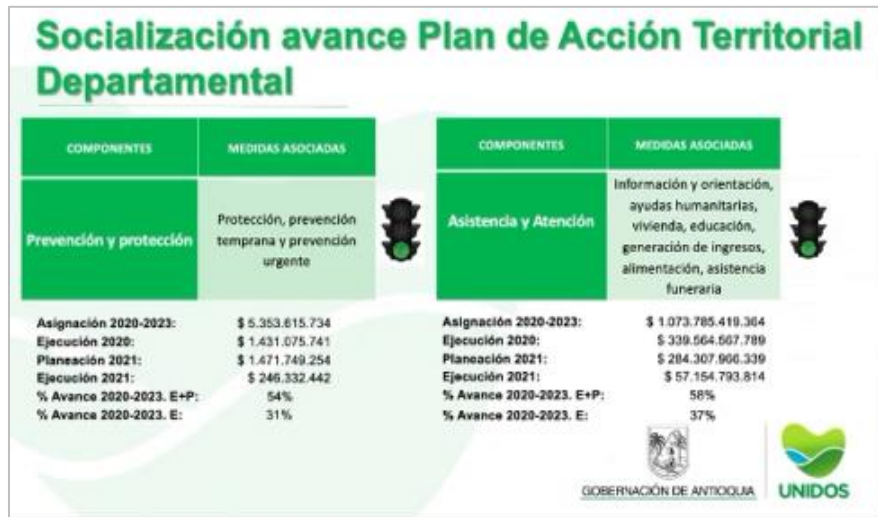 Socialización avance Plan de Acción Territorial
Departamental
COMPONENTES MEDIDAS ASOCIADAS
Prevención y protección
Protección, prevención
temprana y prevención
urgente
Asignación 2020-2023: $ 5.353.615.734
Ejecución 2020: $ 1.431.075.741
Planeación 2021: $ 1.471.749.254
Ejecución 2021: $ 246.332.442
% Avance 2020-2023. E+P: 54%
% Avance 2020-2023. E: 31%
COMPONENTES MEDIDAS ASOCIADAS
Asistencia y Atención
Información y orientación,
ayudas humanitarias,
vivienda, educación,
generación de ingresos,
alimentación, asistencia
funeraria
Asignación 2020-2023: $ 1.073.785.419.364
Ejecución 2020: $ 339.564.567.789
Planeación 2021: $ 284.307.966.339
Ejecución 2021: $ 57.154.793.814
% Avance 2020-2023. E+P: 58%
% Avance 2020-2023. E: 37%
GOBERNACIÓN DE ANTIOQUIA
UNIDOS